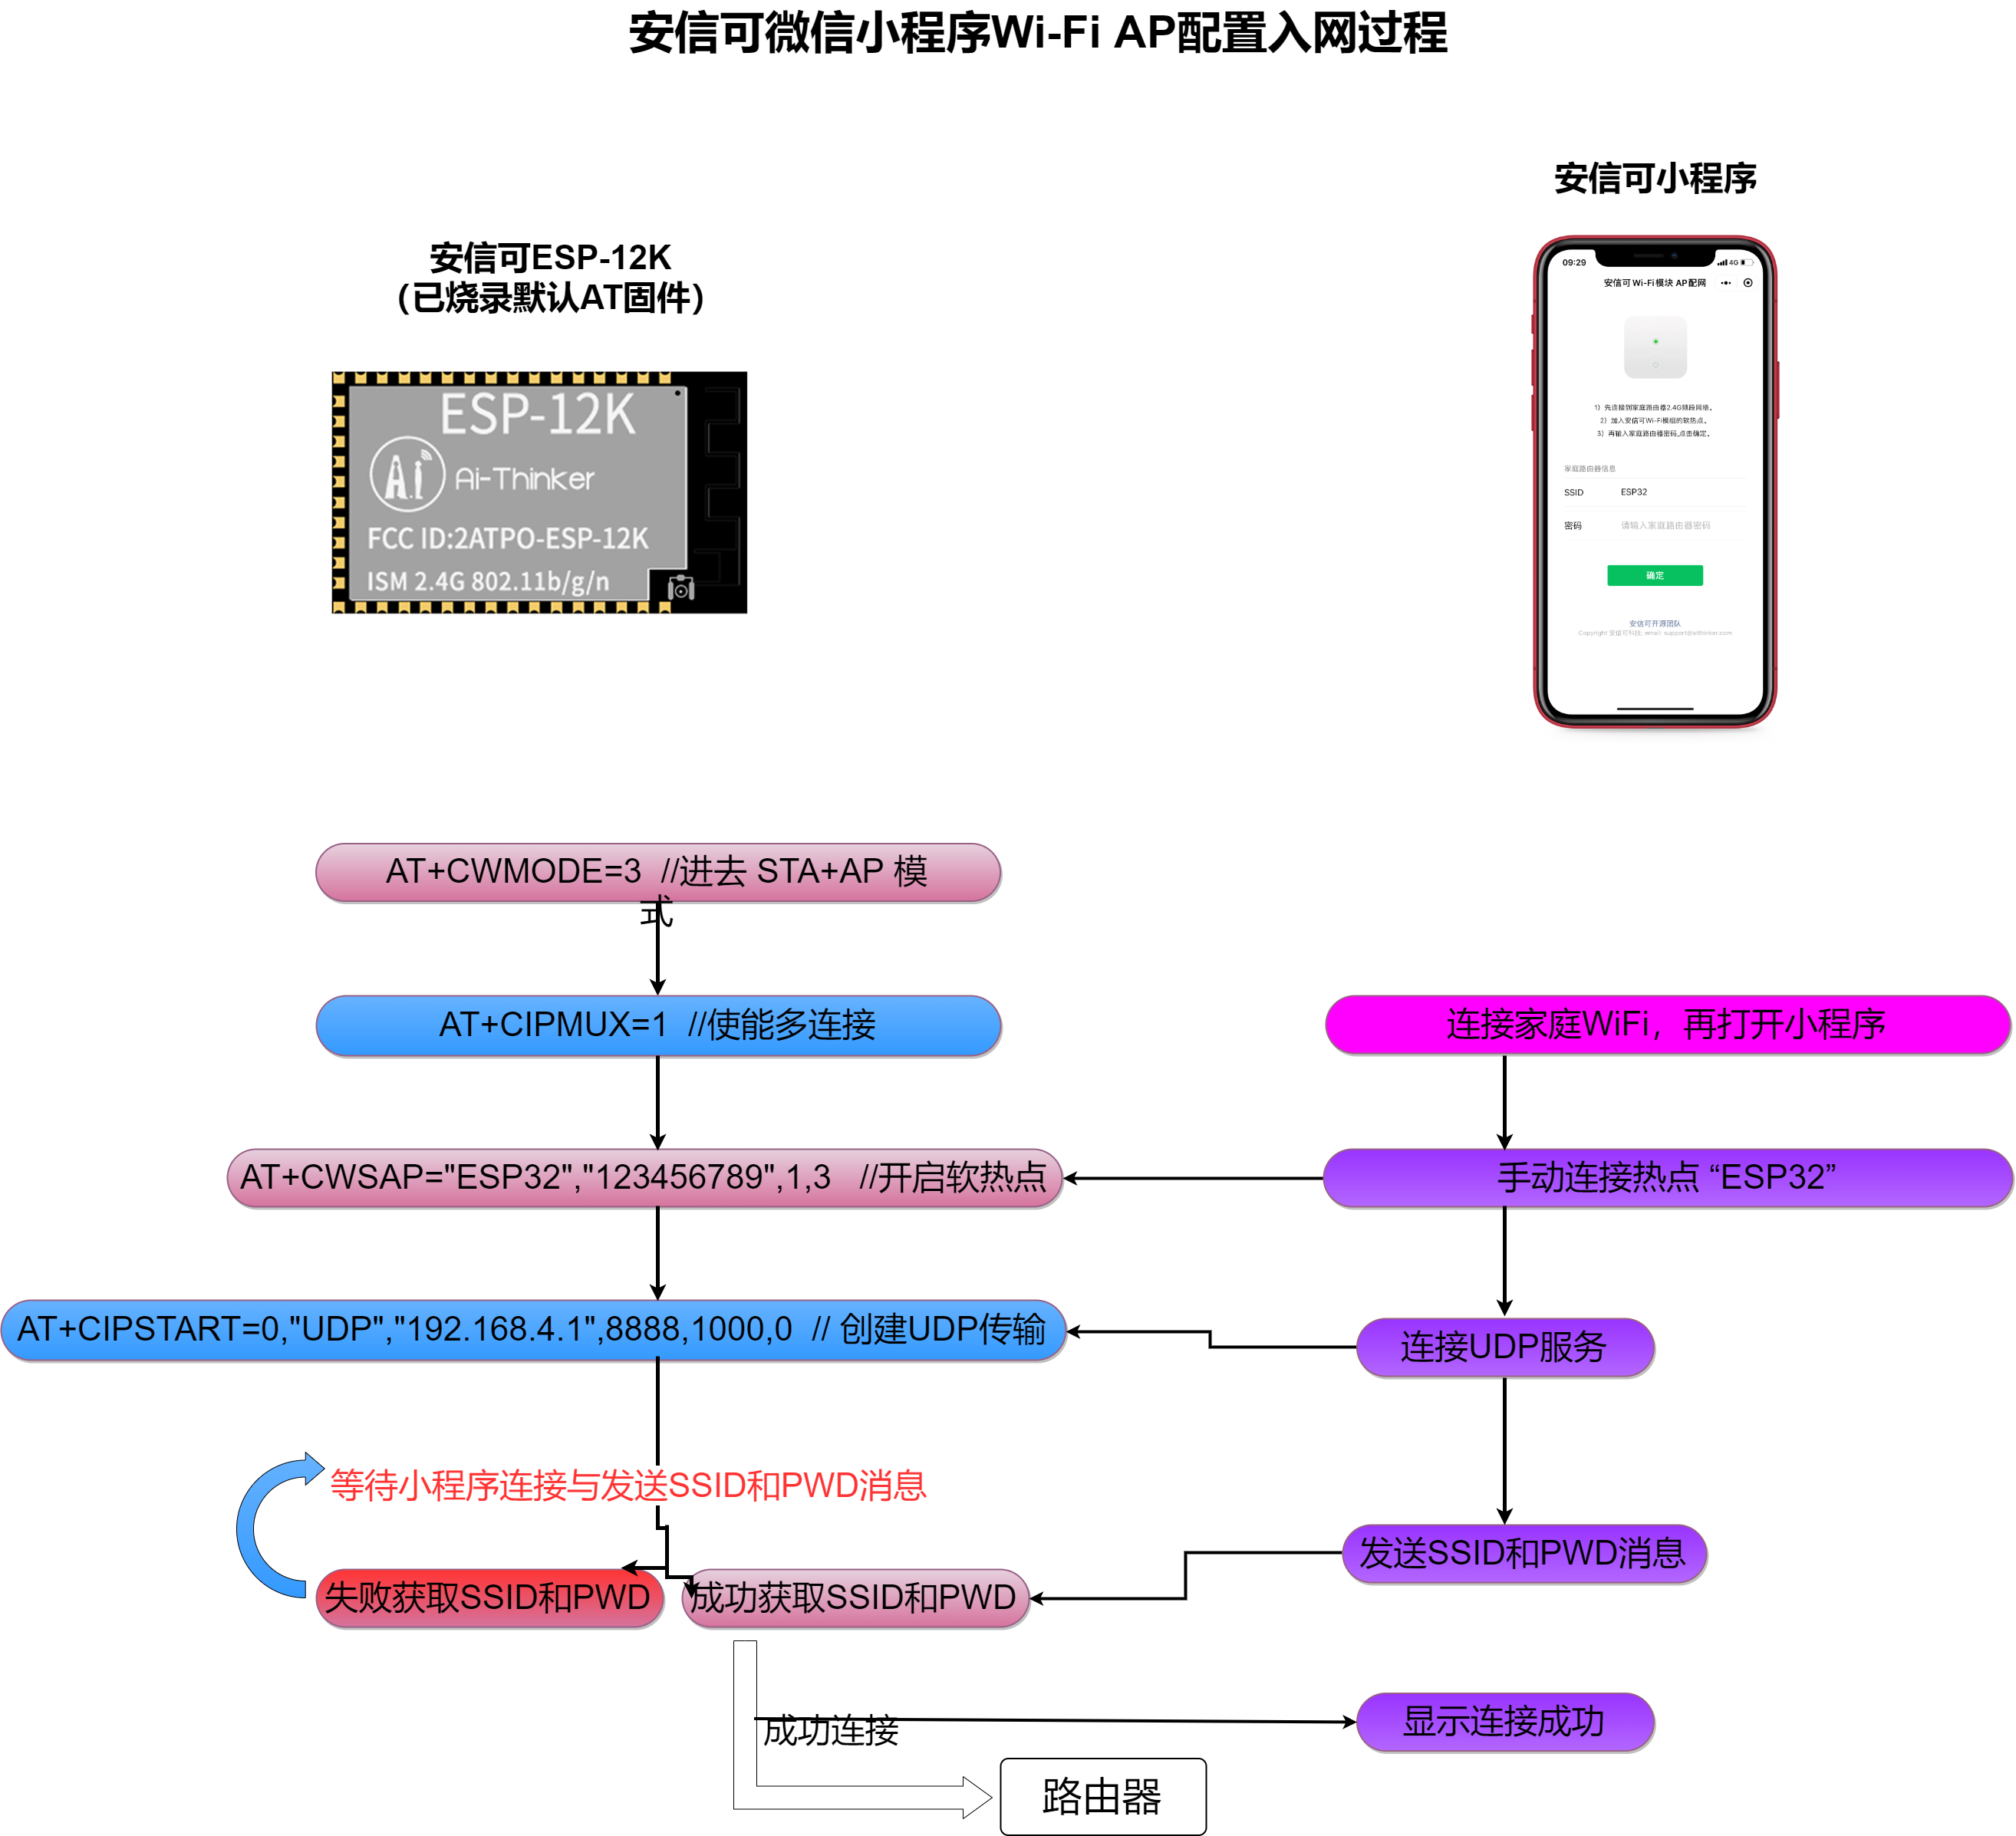 安信可微信小程序Wi-Fi AP配置入网过程
安信可小程序
安信可ESP-12K
（已烧录默认AT固件）
ESP-12K
Ai
Ai-Thinker
FCC ID:2ATPO-ESP-12K
ISM 2.4G 802.11b/g/n
09:29
4G
安信可 Wi-Fi 模块 AP配网
1）先连接到家庭路由器2.4G频段网络。
2）加入安信可Wi-Fi模组的软热点。
3）再输入家庭路由器密码,点击确定。
家庭路由器信息
SSID ESP32
密码 请输入家庭路由器密码
确定
安信可开源团队
Copyright 安信可科技; email: support@aithinker.com
AT+CWMODE=3 //进去 STA+AP 模
式
AT+CIPMUX=1 //使能多连接
连接家庭WiFi，再打开小程序
AT+CWSAP="ESP32","123456789",1,3 //开启软热点
手动连接热点 “ESP32”
AT+CIPSTART=0,"UDP","192.168.4.1",8888,1000,0 // 创建UDP传输
连接UDP服务
等待小程序连接与发送SSID和PWD消息
发送SSID和PWD消息
失败获取SSID和PWD
成功获取SSID和PWD
成功连接
显示连接成功
路由器